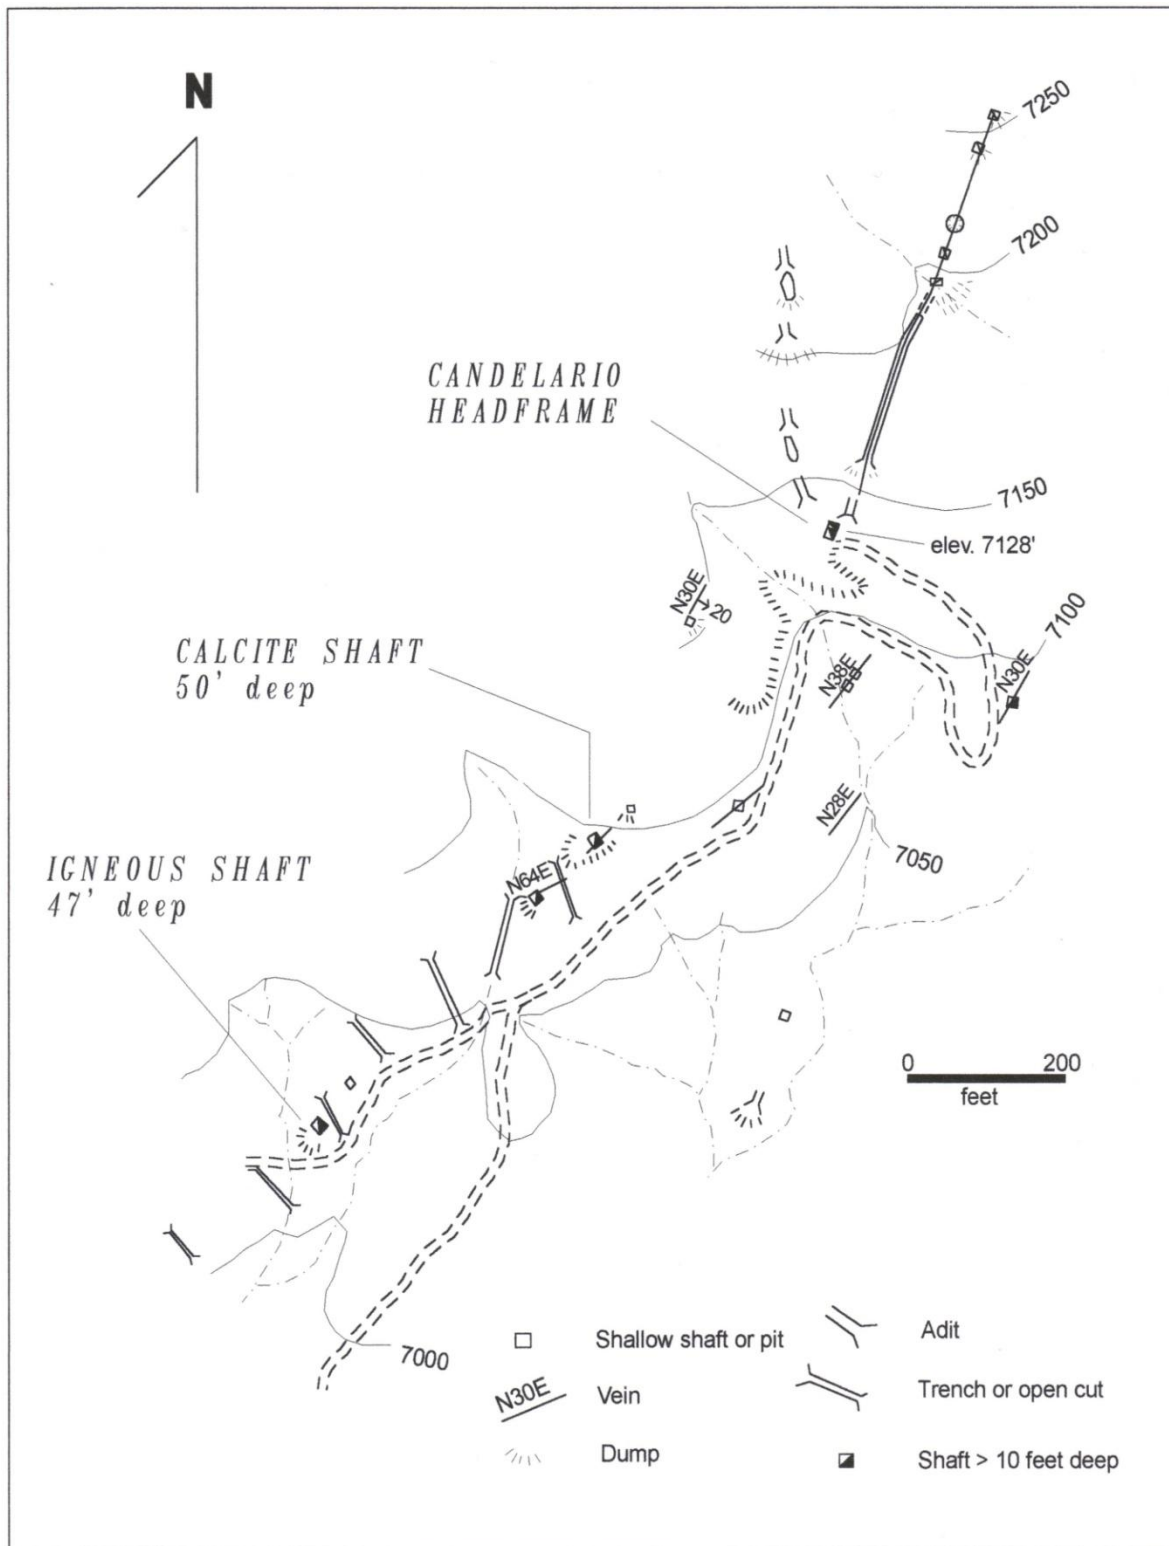 N
7250
7200
CANDELARIO
HEADFRAME
7150
elev. 7128'
N30E
20
7100
CALCITE SHAFT
50' deep
N38E
N30E
N28E
7050
IGNEOUS SHAFT
47' deep
N64E
0 200
feet
7000
Shallow shaft or pit
Adit
N30E Vein
Trench or open cut
Dump
Shaft > 10 feet deep